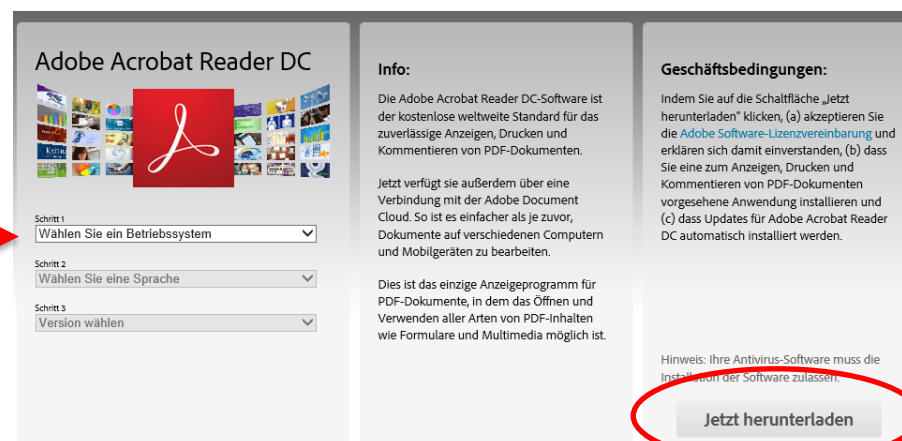 Adobe Acrobat Reader DC
Schritt 1
Wählen Sie ein Betriebssystem
Schritt 2
Wählen Sie eine Sprache
Schritt 3
Version wählen
Info:
Die Adobe Acrobat Reader DC-Software ist
der kostenlose weltweite Standard für das
zuverlässige Anzeigen, Drucken und
Kommentieren von PDF-Dokumenten.
Jetzt verfügt sie außerdem über eine
Verbindung mit der Adobe Document
Cloud. So ist es einfacher als je zuvor,
Dokumente auf verschiedenen Computern
und Mobilgeräten zu bearbeiten.
Dies ist das einzige Anzeigeprogramm für
PDF-Dokumente, in dem das Öffnen und
Verwenden aller Arten von PDF-Inhalten
wie Formulare und Multimedia möglich ist.
Geschäftsbedingungen:
Indem Sie auf die Schaltfläche „Jetzt
herunterladen" klicken, (a) akzeptieren Sie
die Adobe Software-Lizenzvereinbarung und
erklären sich damit einverstanden, (b) dass
Sie eine zum Anzeigen, Drucken und
Kommentieren von PDF-Dokumenten
vorgesehene Anwendung installieren und
(c) dass Updates für Adobe Acrobat Reader
DC automatisch installiert werden.
Hinweis: Ihre Antivirus-Software muss die
Installation der Software zulassen.
Jetzt herunterladen